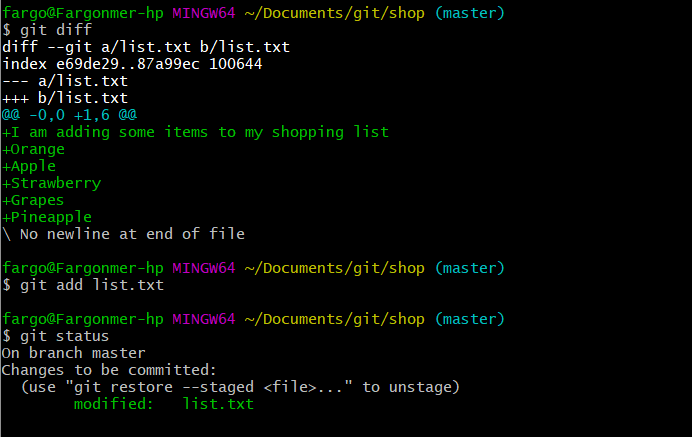 fargo@Fargonmer-hp MINGW64 ~/Documents/git/shop (master)
$ git diff
diff --git a/list.txt b/list.txt
index e69de29..87a99ec 100644
--- a/list.txt
+++ b/list.txt
@@ -0,0 +1,6 @@
+I am adding some items to my shopping list
+Orange
+Apple
+Strawberry
+Grapes
+Pineapple
\ No newline at end of file
fargo@Fargonmer-hp MINGW64 ~/Documents/git/shop (master)
$ git add list.txt
fargo@Fargonmer-hp MINGW64 ~/Documents/git/shop (master)
$ git status
On branch master
Changes to be committed:
  (use "git restore --staged <file>..." to unstage)
        modified:   list.txt